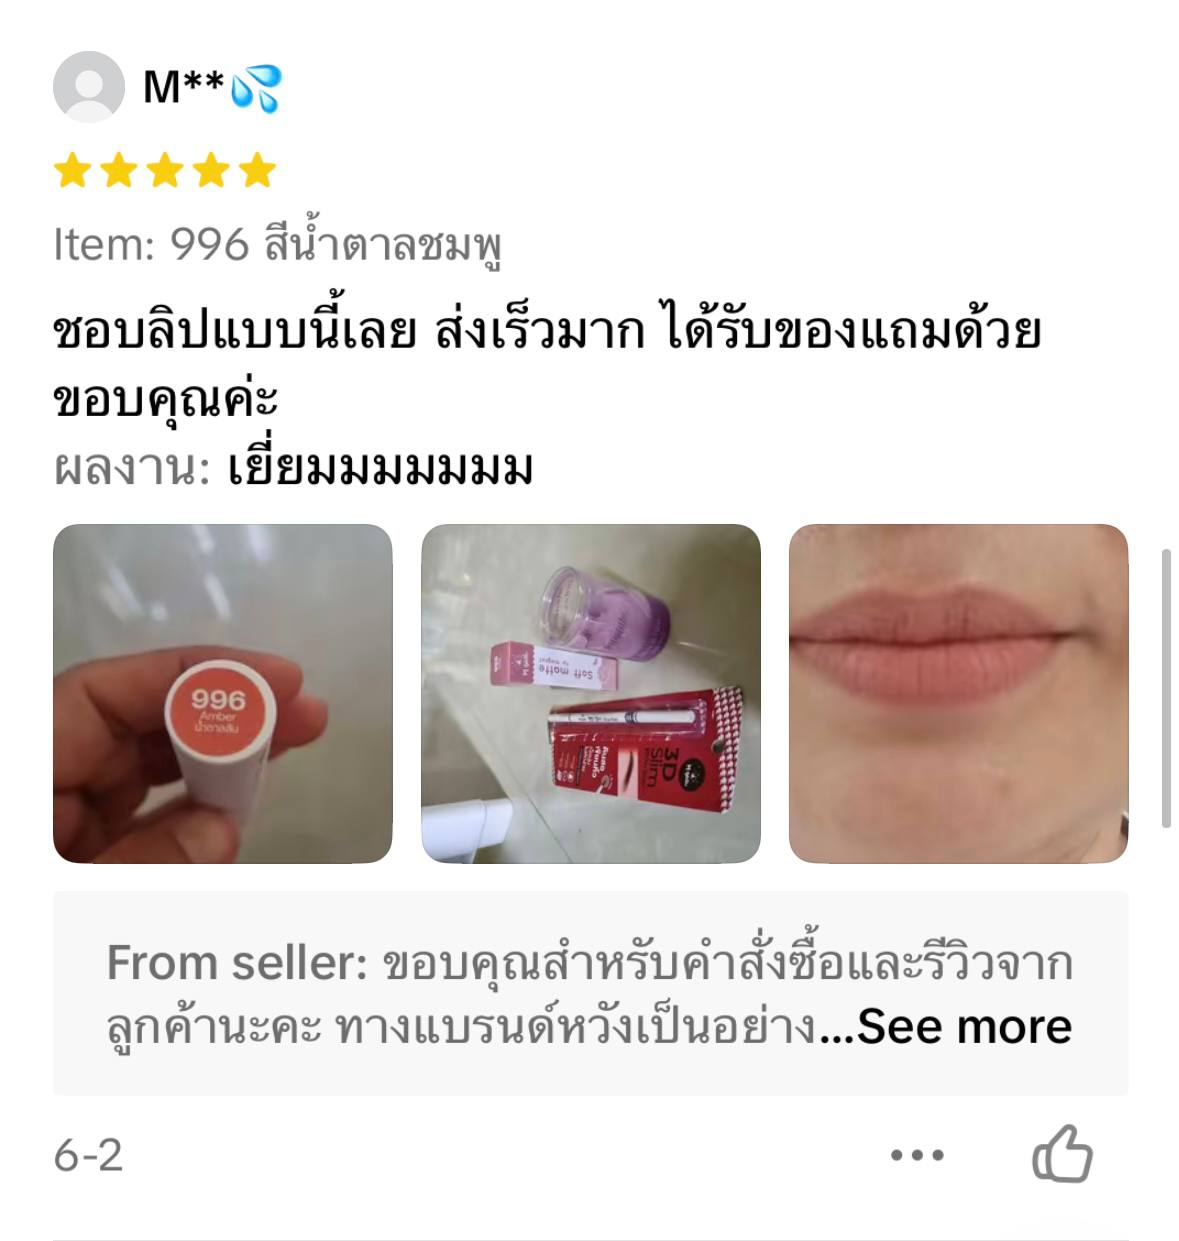 M**💦
Item: 996 สีน้ำตาลชมพู
ชอบลิปแบบนี้เลย ส่งเร็วมาก ได้รับของแถมด้วย
ขอบคุณค่ะ
ผลงาน: เยี่ยมมมมมมมม
996
Amber
น้ำตาลส้ม
Soft matte
3D
Slim
From seller: ขอบคุณสำหรับคำสั่งซื้อและรีวิวจาก
ลูกค้านะคะ ทางแบรนด์หวังเป็นอย่าง...See more
6-2